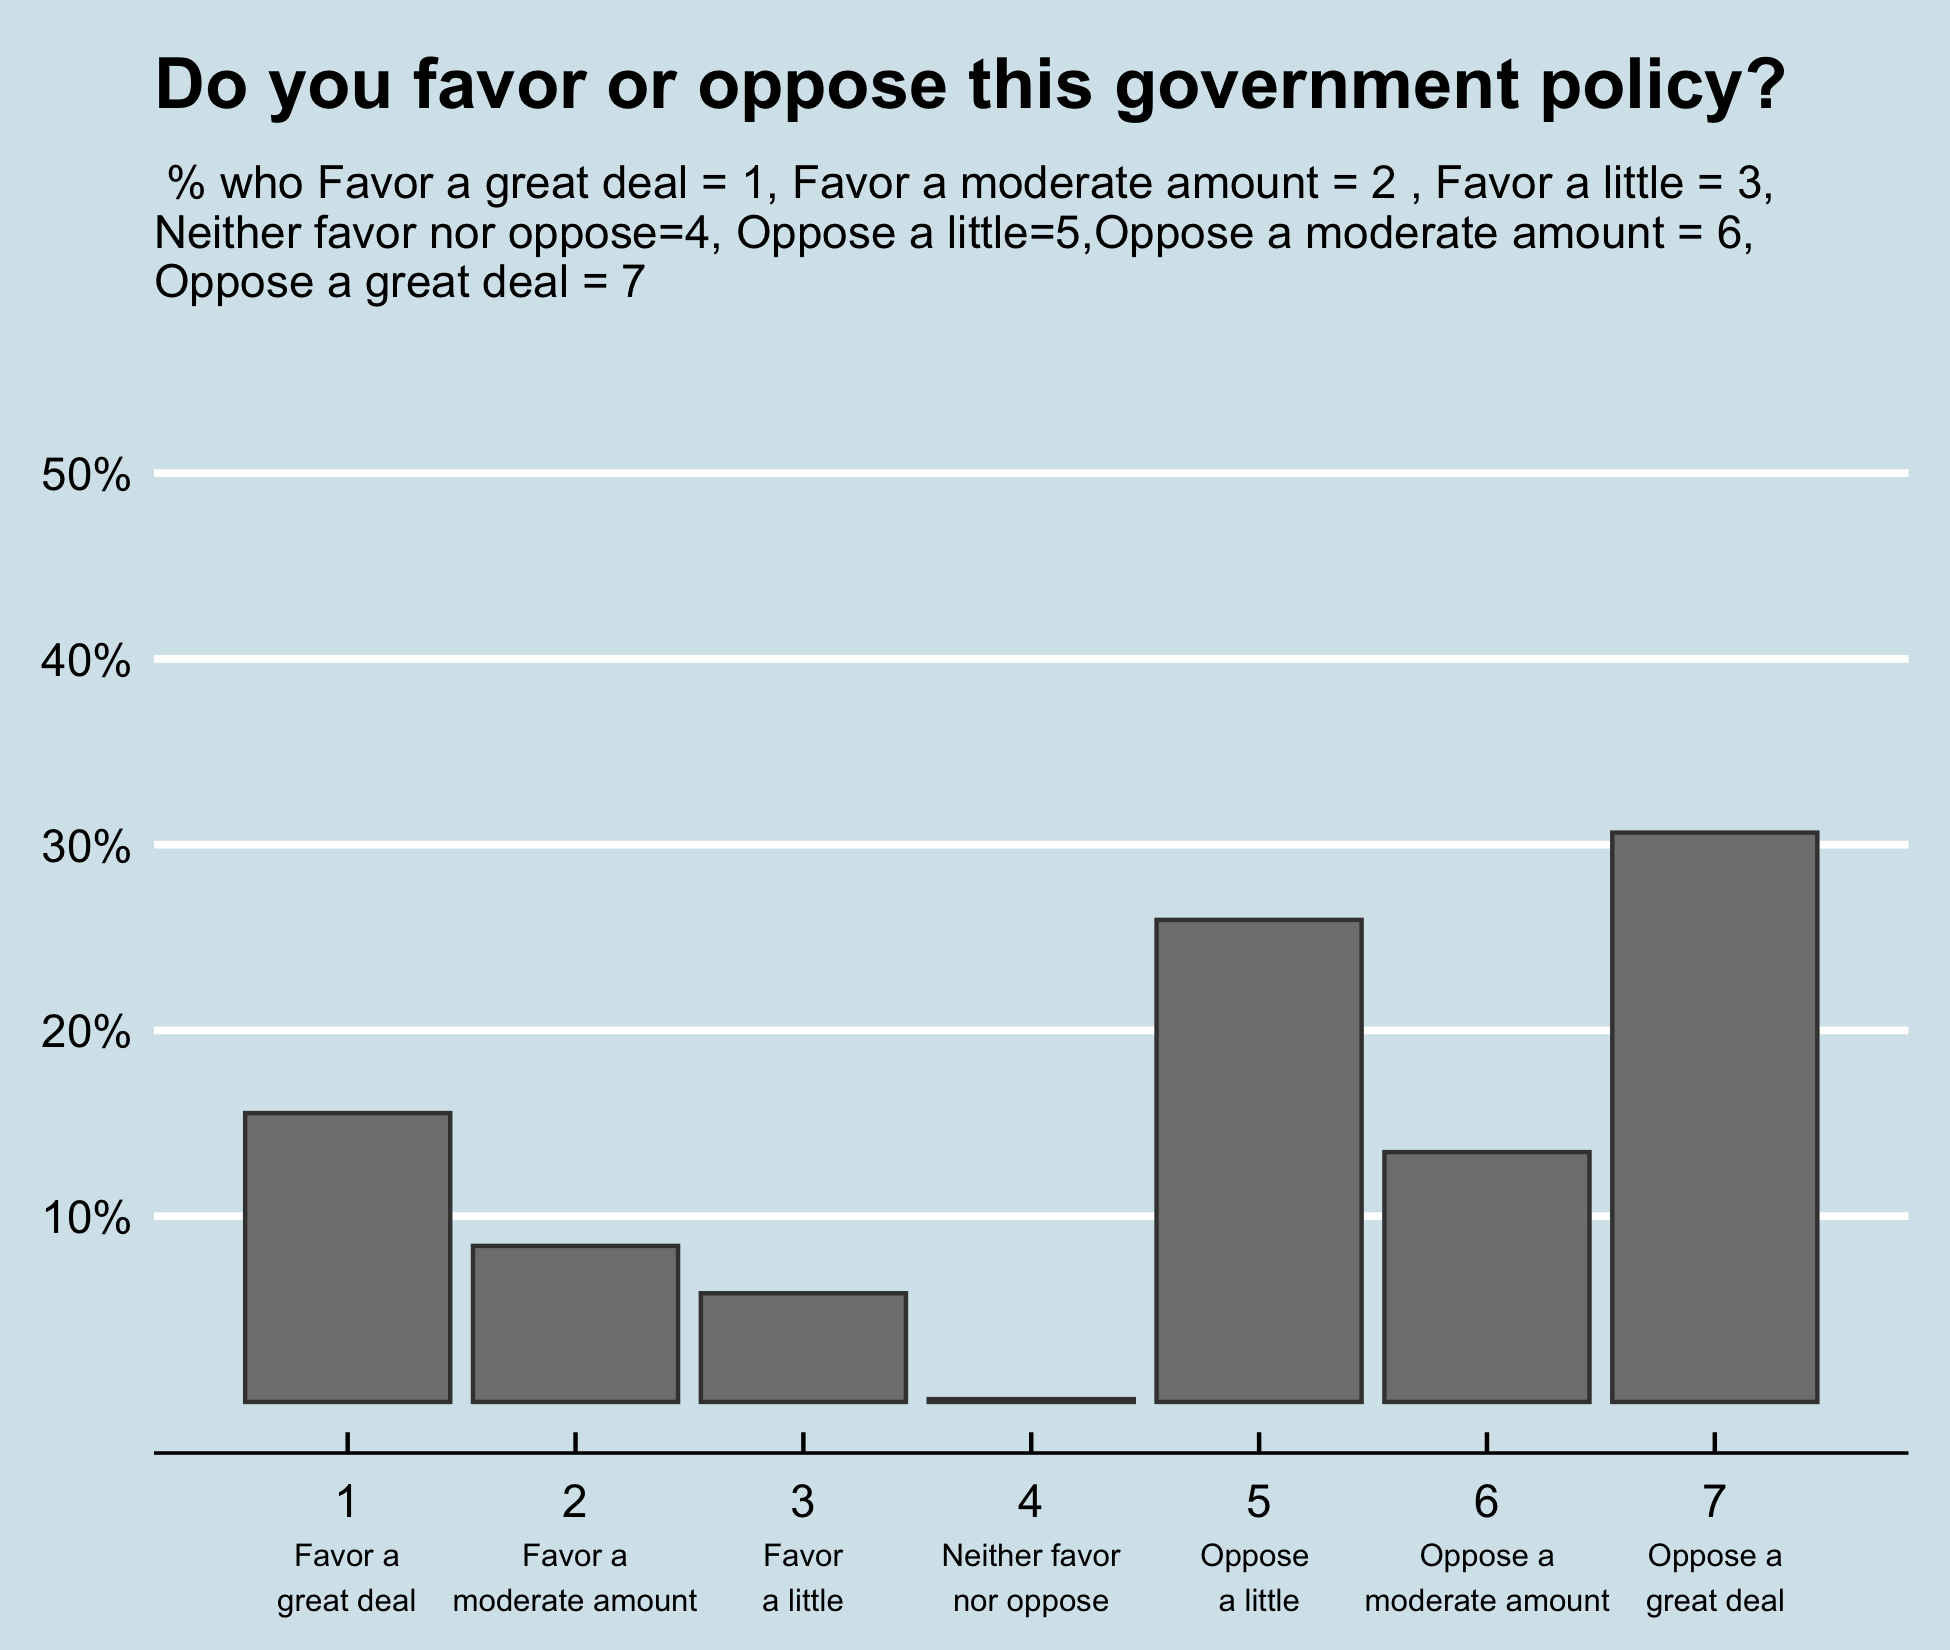 Do you favor or oppose this government policy?
% who Favor a great deal = 1, Favor a moderate amount = 2 , Favor a little = 3,
Neither favor nor oppose=4, Oppose a little=5,Oppose a moderate amount = 6,
Oppose a great deal = 7
50%
40%
30%
20%
10%
1 2 3 4 5 6 7
Favor a Favor a Favor Neither favor Oppose Oppose a Oppose a
great deal moderate amount a little nor oppose a little moderate amount great deal